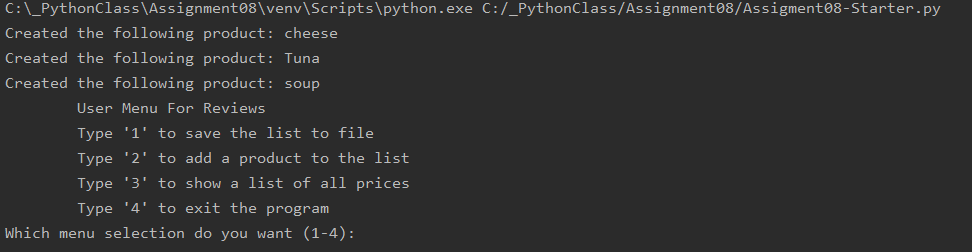 C:\_PythonClass\Assignment08\venv\Scripts\python.exe C:/_PythonClass/Assignment08/Assigment08-Starter.py
Created the following product: cheese
Created the following product: Tuna
Created the following product: soup
User Menu For Reviews
Type '1' to save the list to file
Type '2' to add a product to the list
Type '3' to show a list of all prices
Type '4' to exit the program
Which menu selection do you want (1-4):